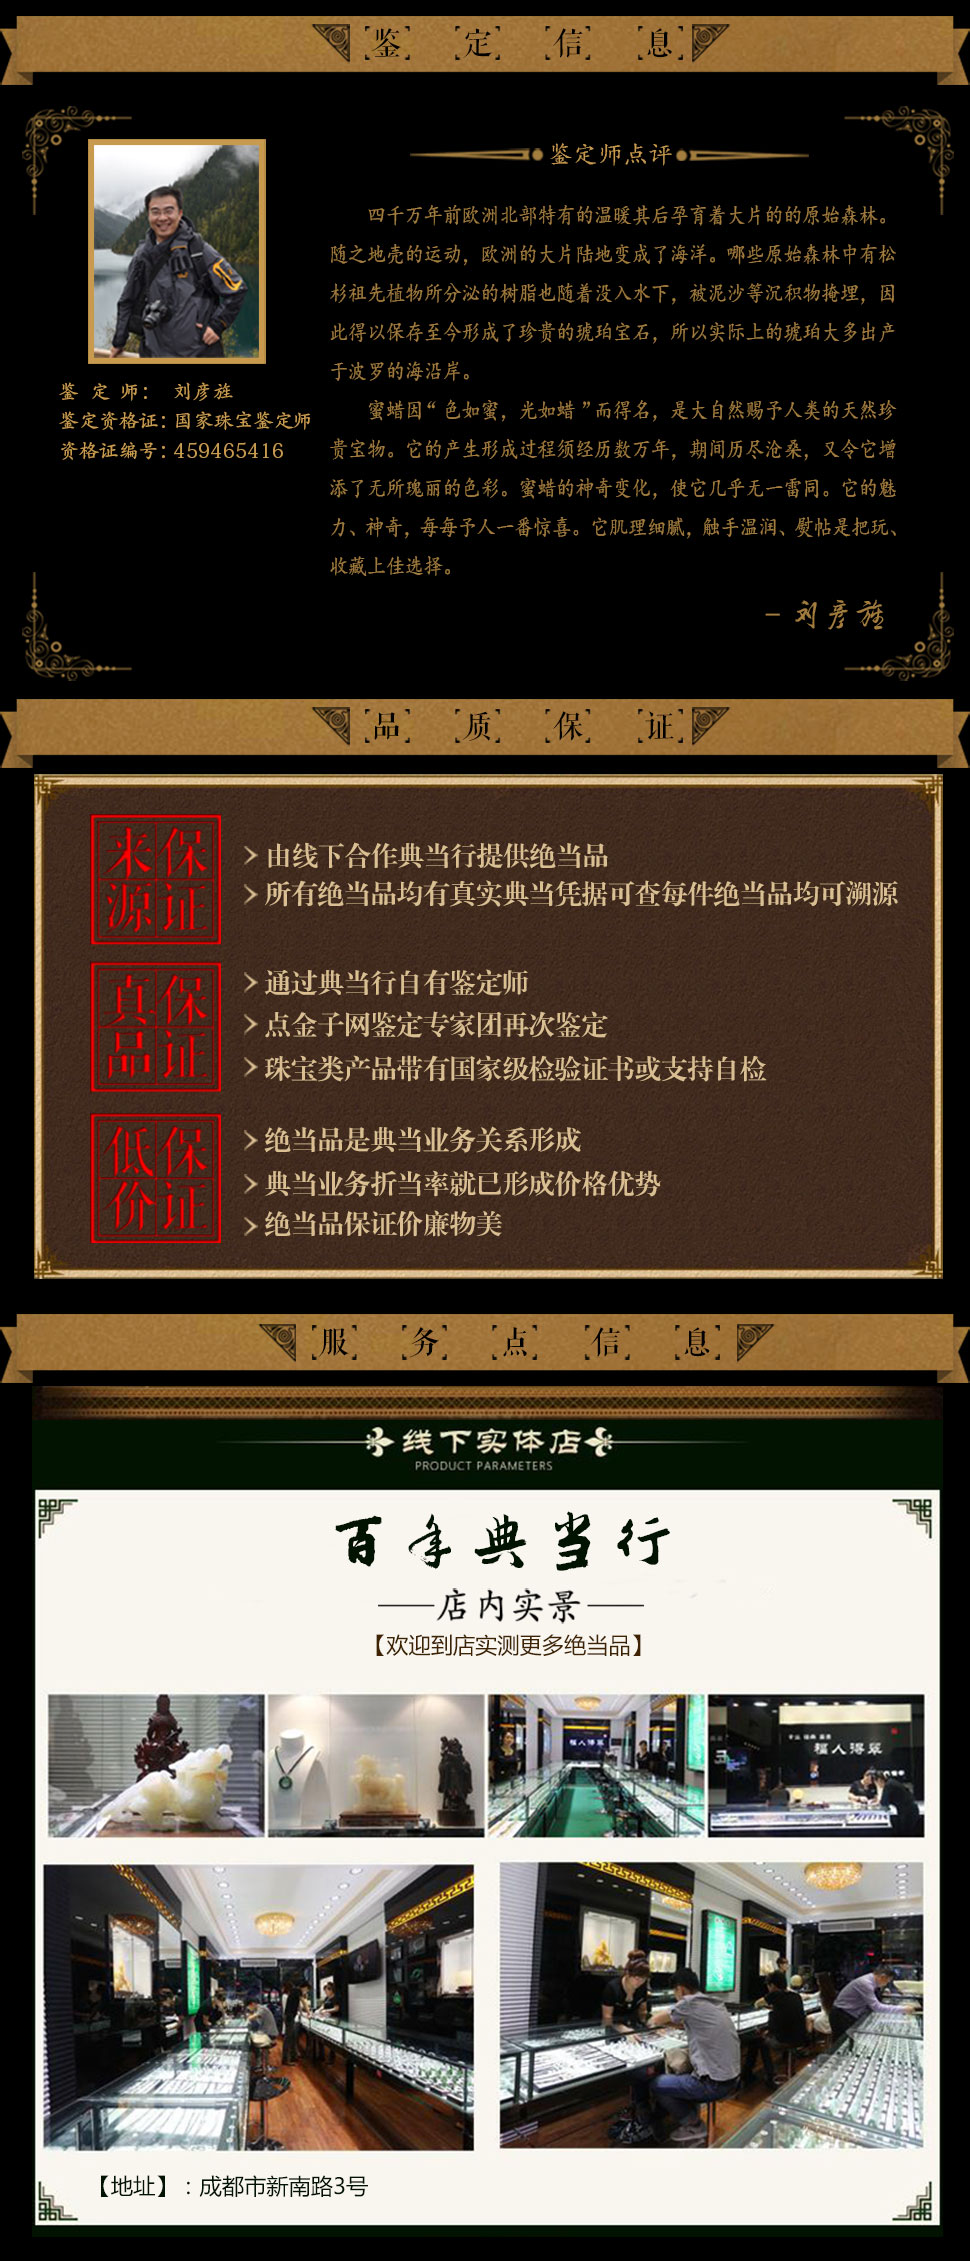 鉴定信息
鉴定师点评
四千万年前欧洲北部特有的温暖其后孕育着大片的的原始森林。
随之地壳的运动，欧洲的大片陆地变成了海洋。哪些原始森林中有松
杉祖先植物所分泌的树脂也随着没入水下，被泥沙等沉积物掩埋，因
此得以保存至今形成了珍贵的琥珀宝石，所以实际上的琥珀大多出产
于波罗的海沿岸。
蜜蜡因“色如蜜，光如蜡”而得名，是大自然赐予人类的天然珍
贵宝物。它的产生形成过程须经历数万年，期间历尽沧桑，又令它增
添了无所瑰丽的色彩。蜜蜡的神奇变化，使它几乎无一雷同。它的魅
力、神奇，每每予人一番惊喜。它肌理细腻，触手温润、熨帖是把玩、
收藏上佳选择。
- 刘彦旌
鉴 定 师： 刘彦旌
鉴定资格证：国家珠宝鉴定师
资格证编号：459465416
品质保证
来源保证
由线下合作典当行提供绝当品
所有绝当品均有真实典当凭据可查每件绝当品均可溯源
真品保证
通过典当行自有鉴定师
点金子网鉴定专家团再次鉴定
珠宝类产品带有国家级检验证书或支持自检
低价保证
绝当品是典当业务关系形成
典当业务折当率就已形成价格优势
绝当品保证价廉物美
服务点信息
线下实体店
PRODUCT PARAMETERS
百年典当行
店内实景
【欢迎到店实测更多绝当品】
福人得翠
【地址】：成都市新南路3号